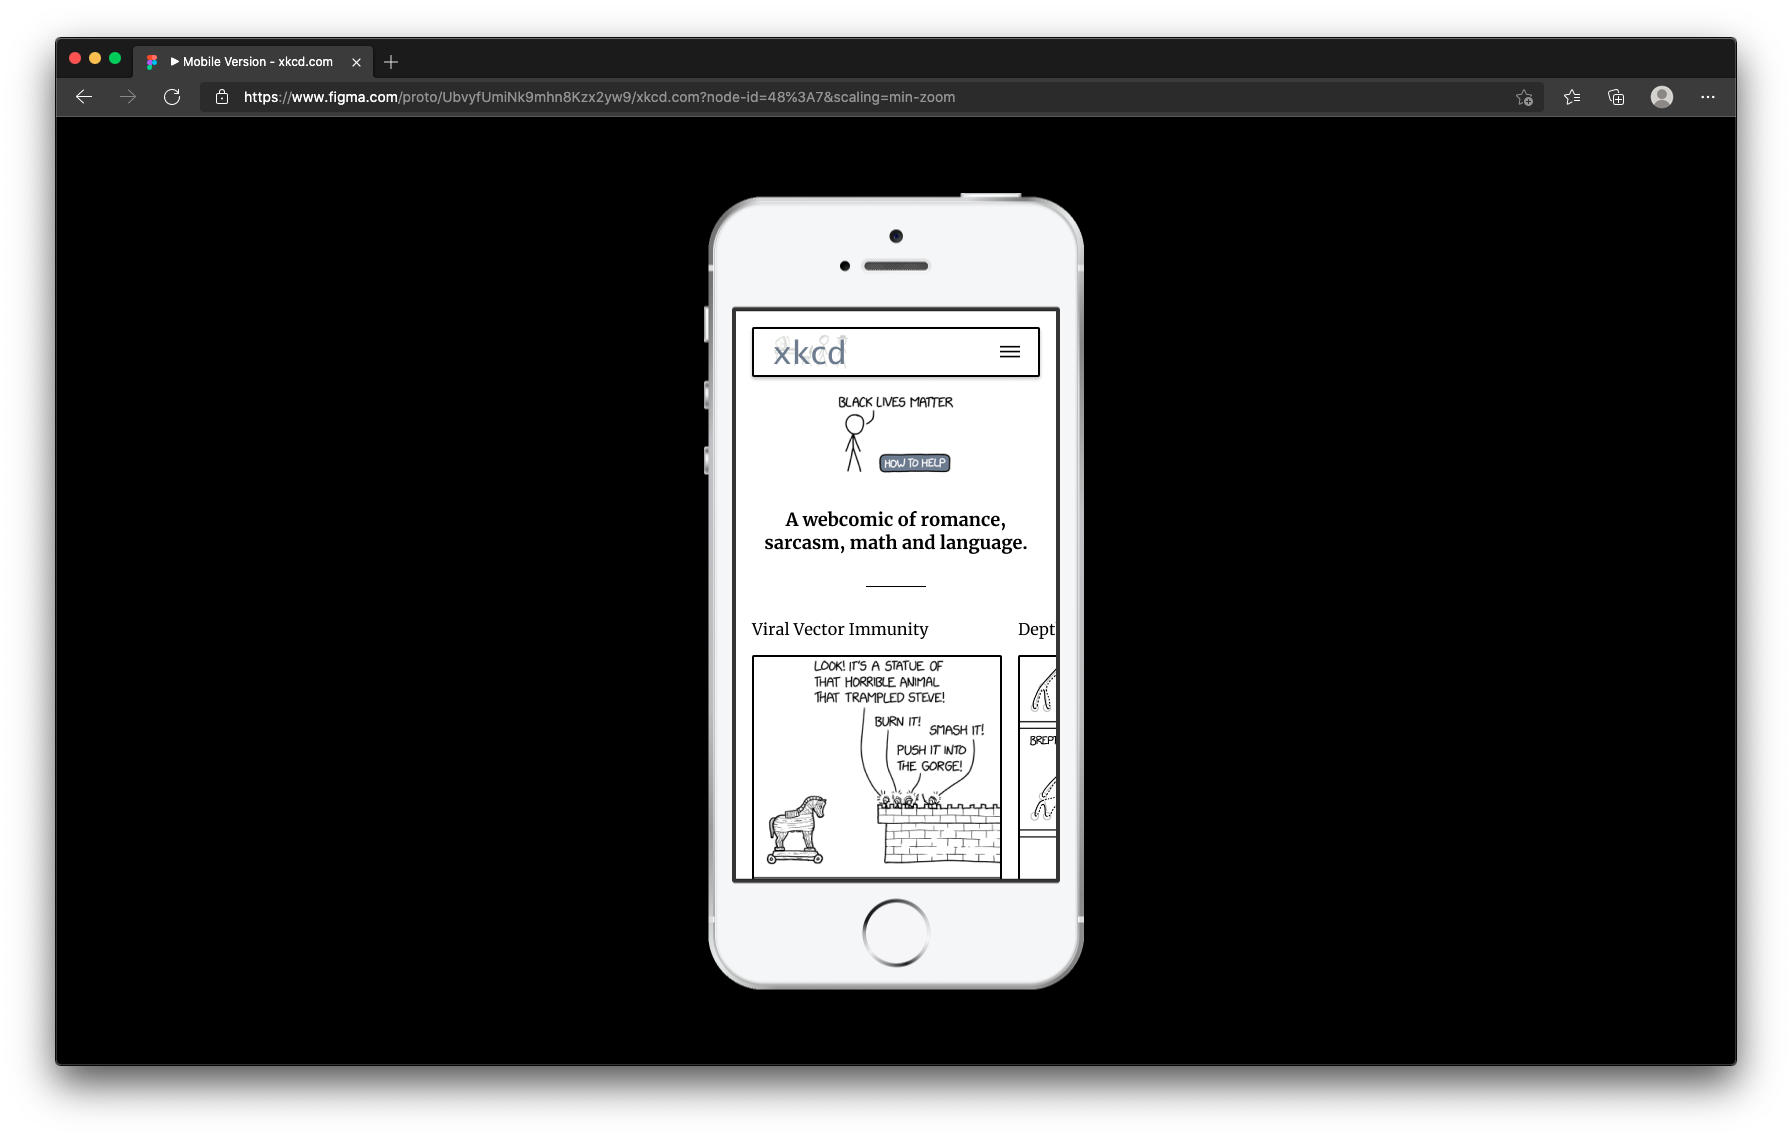 Mobile Version - xkcd.com
https://www.figma.com/proto/UbvyfUmiNk9mhn8Kzx2yw9/xkcd.com?node-id=48%3A7&scaling=min-zoom
xkcd
BLACK LIVES MATTER
HOW TO HELP
A webcomic of romance,
sarcasm, math and language.
Viral Vector Immunity
Dept
LOOK! IT'S A STATUE OF
THAT HORRIBLE ANIMAL
THAT TRAMPLED STEVE!
BURN IT!
SMASH IT!
PUSH IT INTO
THE GORGE!
BREPT